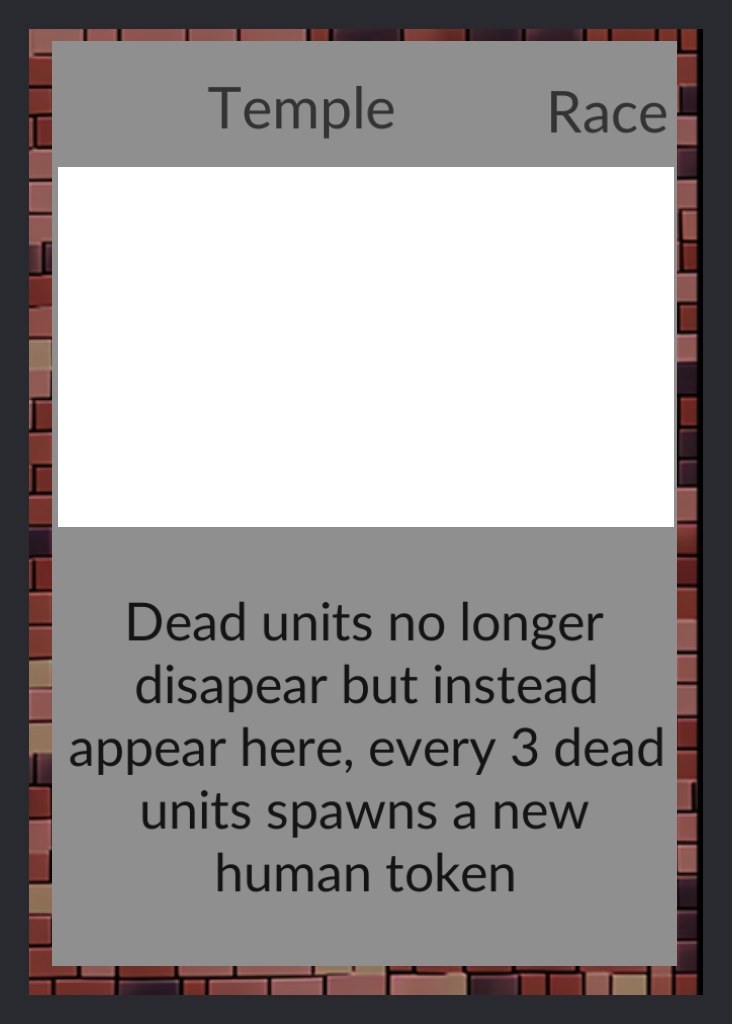 Temple
Race
Dead units no longer
disapear but instead
appear here, every 3 dead
units spawns a new
human token